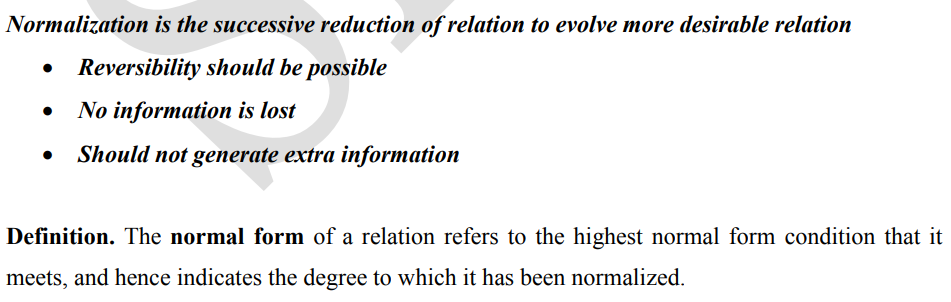 Normalization is the successive reduction of relation to evolve more desirable relation
• Reversibility should be possible
• No information is lost
• Should not generate extra information
Definition. The normal form of a relation refers to the highest normal form condition that it
meets, and hence indicates the degree to which it has been normalized.